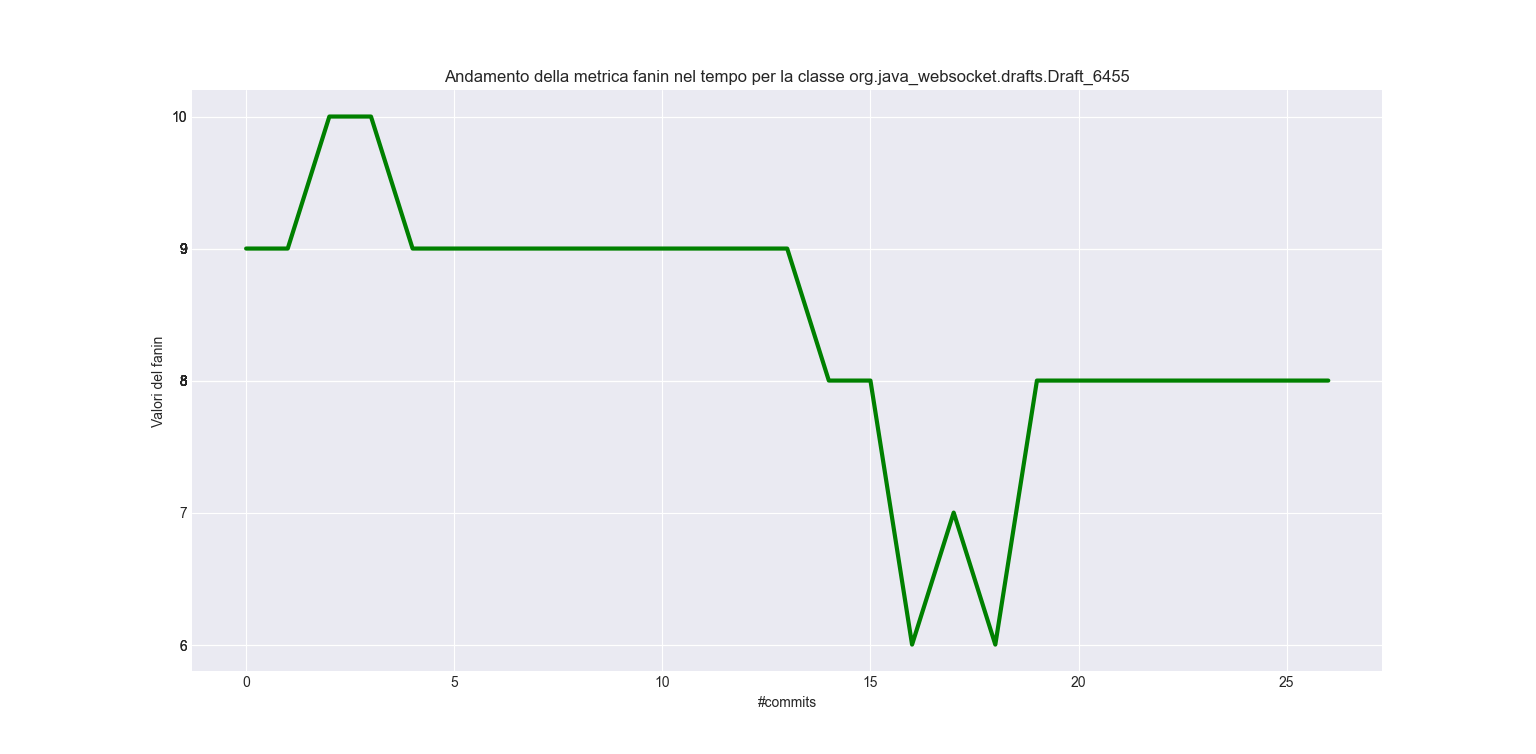 Andamento della metrica fanin nel tempo per la classe org.java_websocket.drafts.Draft_6455
10
9
8
7
6
Valori del fanin
0 5 10 15 20 25
#commits